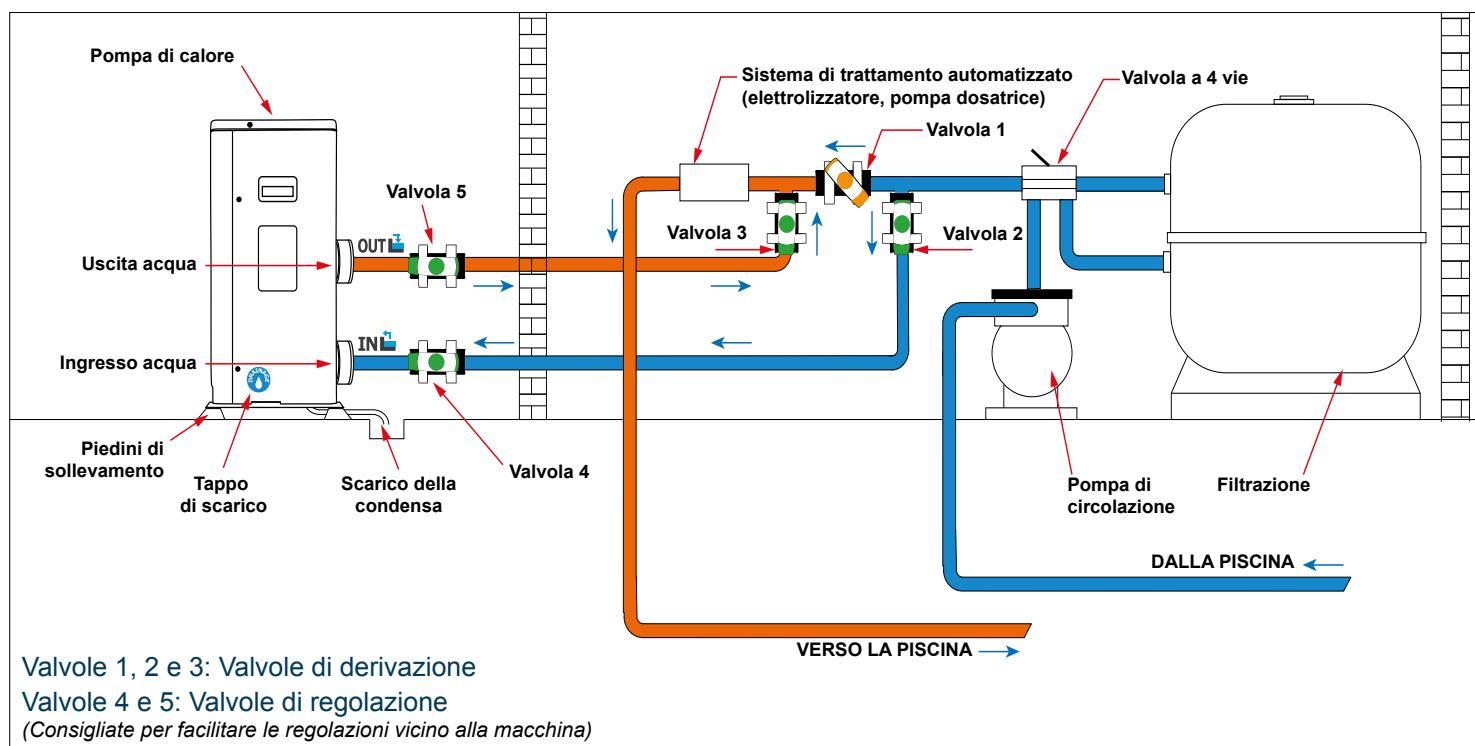 Pompa di calore
Sistema di trattamento automatizzato
(elettrolizzatore, pompa dosatrice)
Valvola a 4 vie
Valvola 1
Valvola 5
Valvola 3
Valvola 2
OUT
Uscita acqua
IN
Ingresso acqua
DRAINAGE
Piedini di
sollevamento
Tappo
di scarico
Scarico della
condensa
Valvola 4
Pompa di
circolazione
Filtrazione
DALLA PISCINA
VERSO LA PISCINA
Valvole 1, 2 e 3: Valvole di derivazione
Valvole 4 e 5: Valvole di regolazione
(Consigliate per facilitare le regolazioni vicino alla macchina)